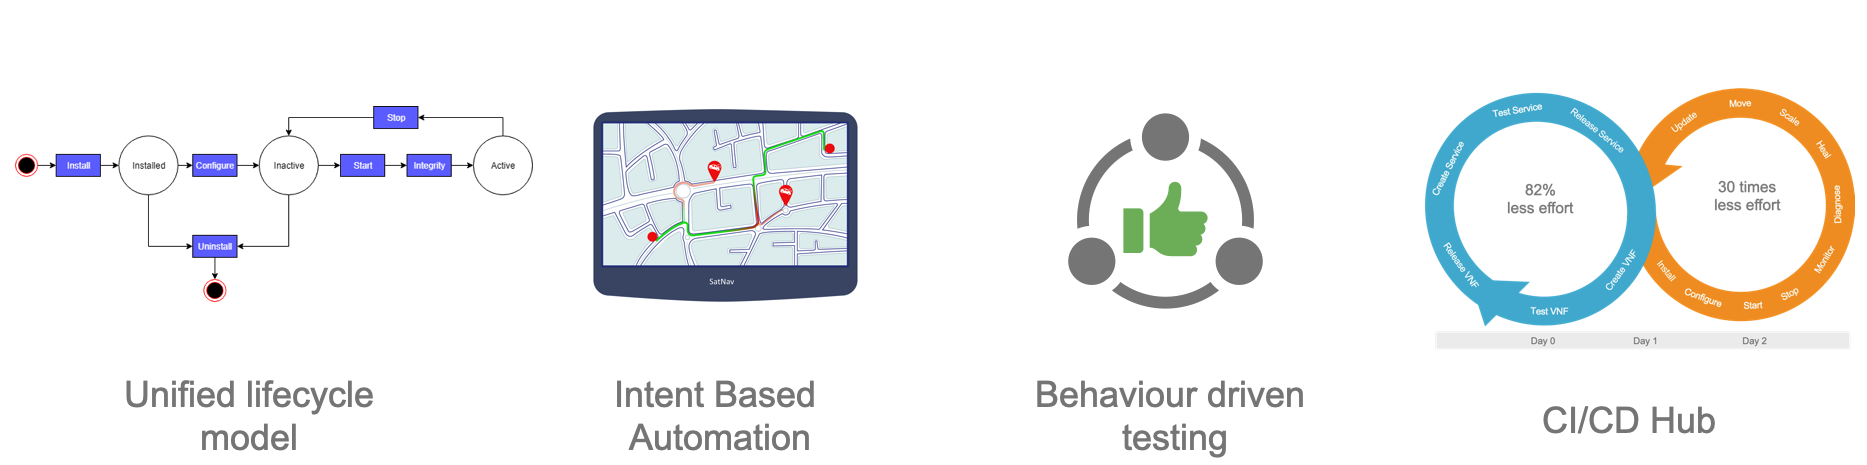 Stop
Install
Installed
Configure
Inactive
Start
Integrity
Active
Uninstall
Unified lifecycle
model
SatNav
Intent Based
Automation
Behaviour driven
testing
Create Service
Test Service
Release Service
Create VNF
Test VNF
Release VNF
82%
less effort
Update
Move
Scale
Heal
Diagnose
Monitor
Stop
Start
Configure
Install
30 times
less effort
Day 0
Day 1
Day 2
CI/CD Hub